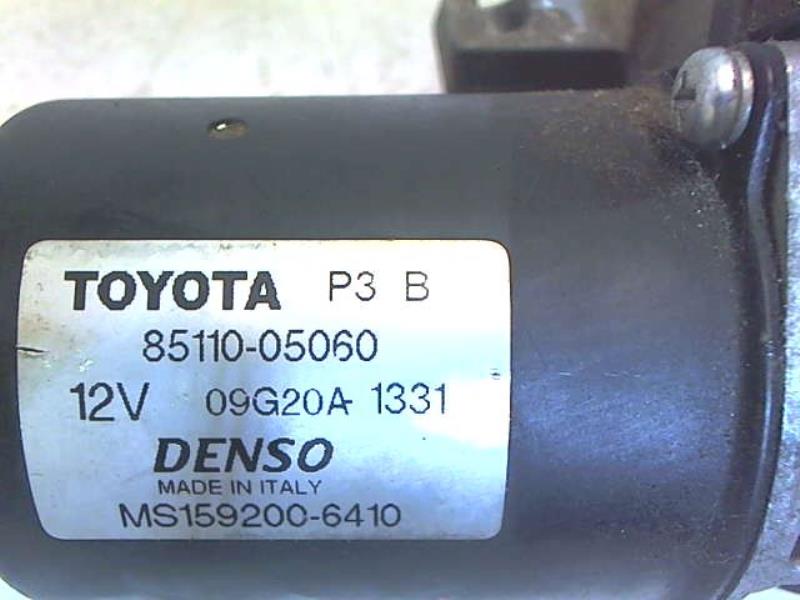 TOYOTA P3 B
85110-05060
12V 09G20A-1331
DENSO
MADE IN ITALY
MS159200-6410